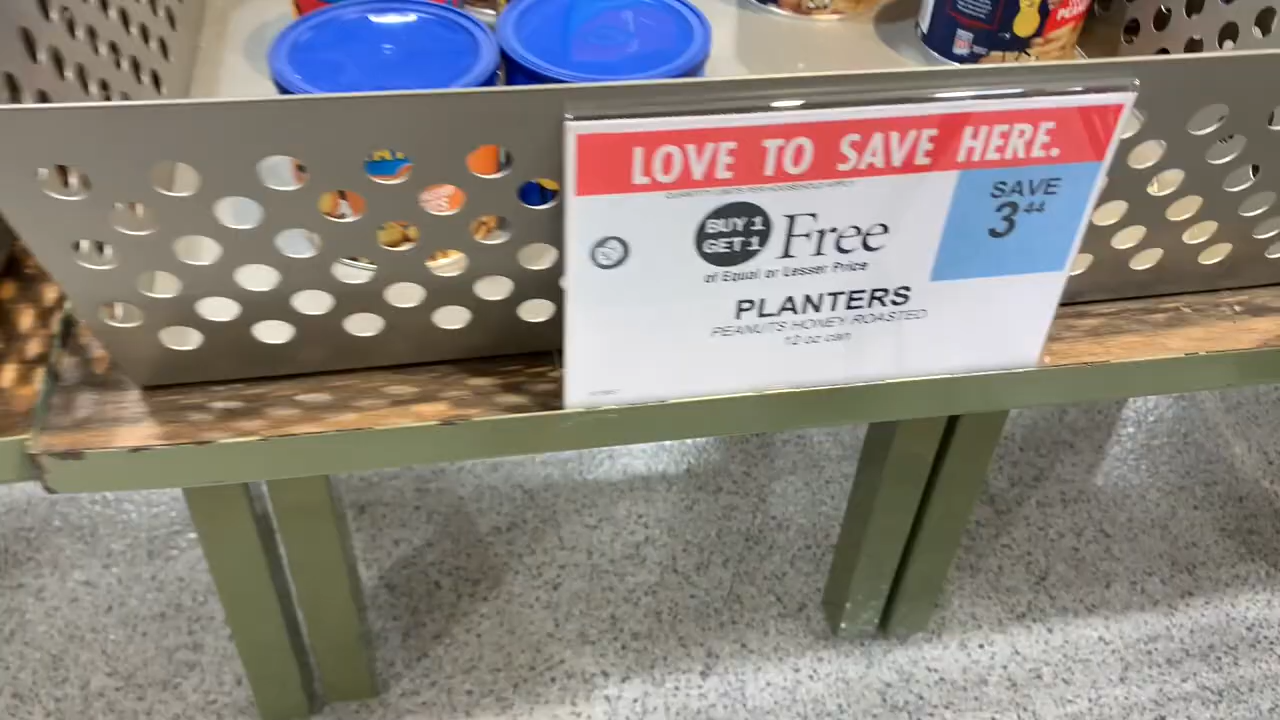 LOVE TO SAVE HERE.
SAVE
3 44
BUY 1
GET 1
Free
of Equal or Lesser Price
PLANTERS
PEANUTS HONEY ROASTED
12 oz can